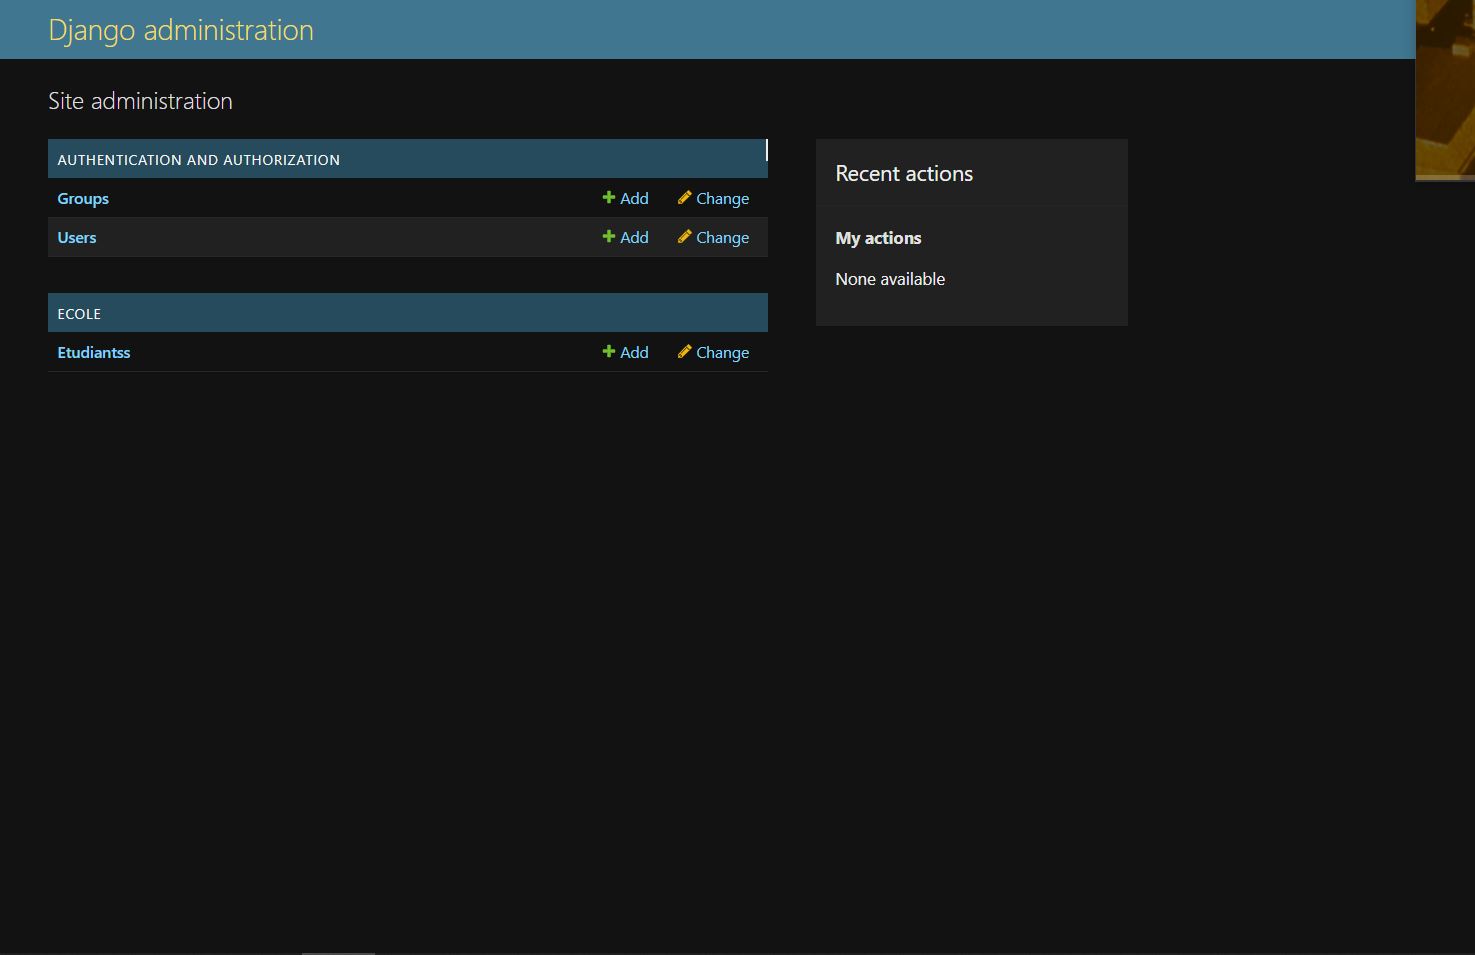 Django administration
Site administration
AUTHENTICATION AND AUTHORIZATION
Groups Add Change
Users Add Change
ECOLE
Etudiantss Add Change
Recent actions
My actions
None available